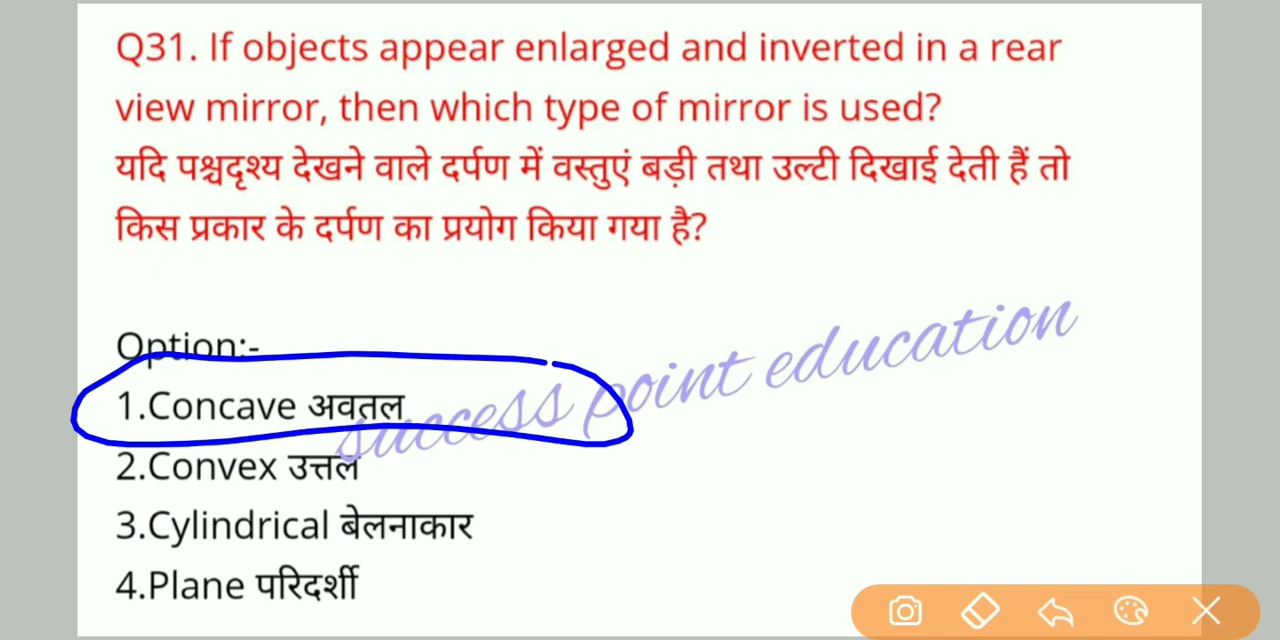 Q31. If objects appear enlarged and inverted in a rear
view mirror, then which type of mirror is used?
यदि पश्चदृश्य देखने वाले दर्पण में वस्तुएं बड़ी तथा उल्टी दिखाई देती हैं तो
किस प्रकार के दर्पण का प्रयोग किया गया है?
Option:-
1.Concave अवतल
success point education
2.Convex उत्तल
3.Cylindrical बेलनाकार
4.Plane परिदर्शी